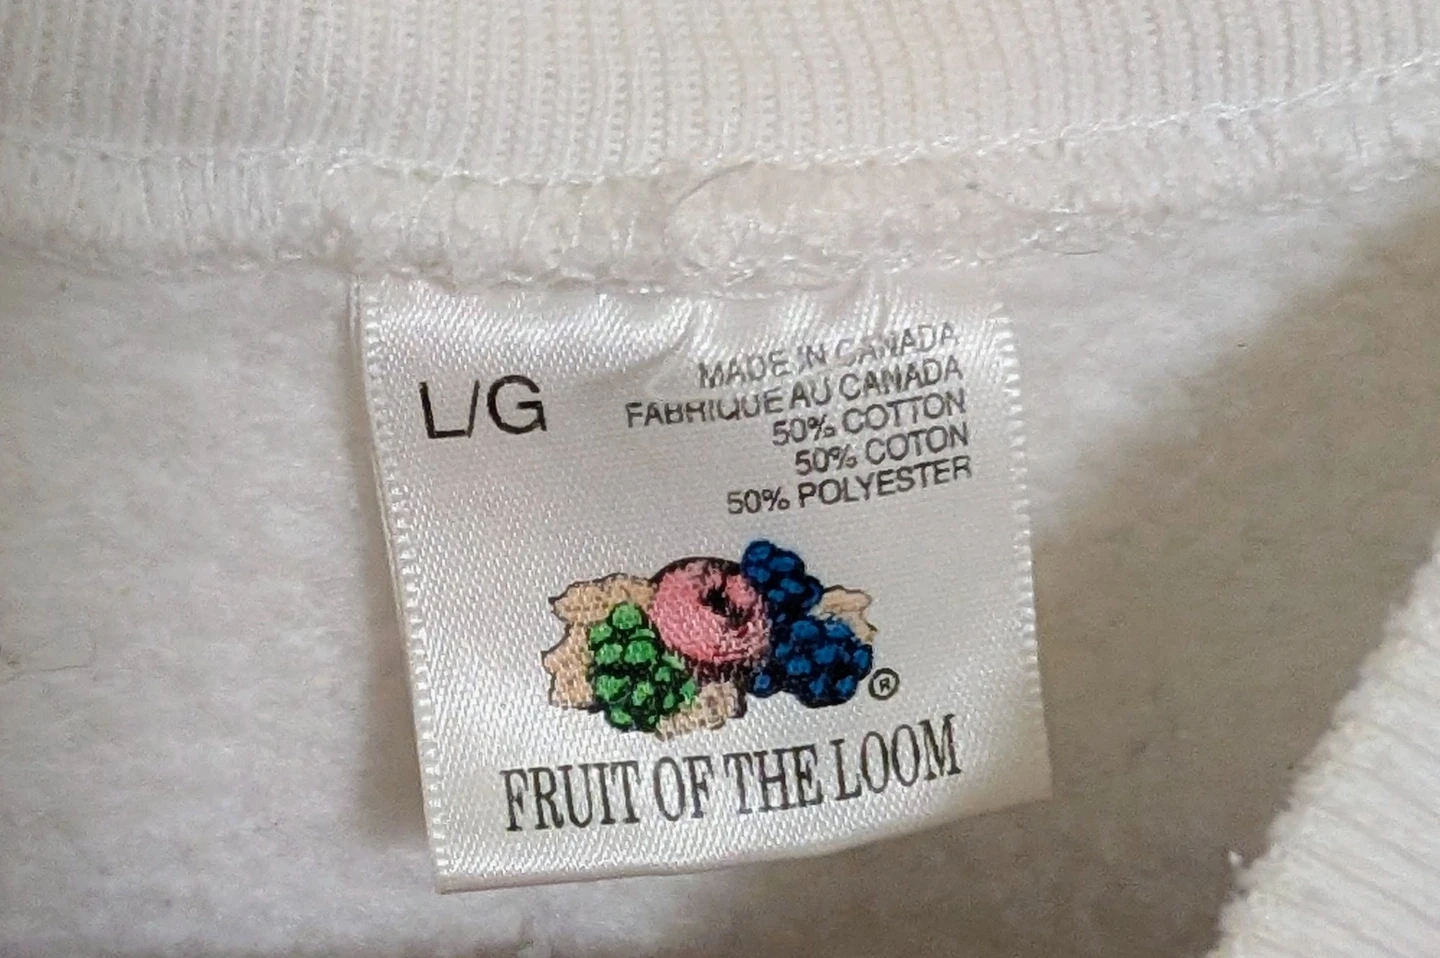 L/G
MADE IN CANADA
FABRIQUE AU CANADA
50% COTTON
50% COTON
50% POLYESTER
®
FRUIT OF THE LOOM